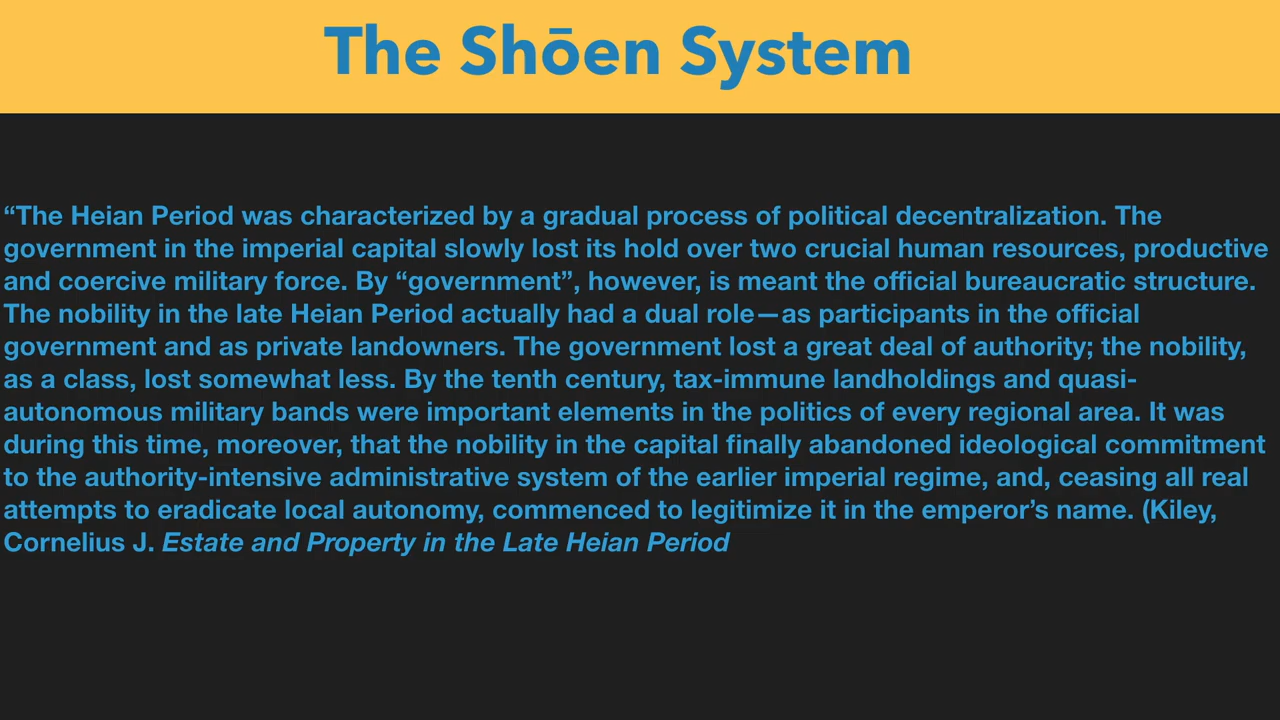 The Shōen System
“The Heian Period was characterized by a gradual process of political decentralization. The
government in the imperial capital slowly lost its hold over two crucial human resources, productive
and coercive military force. By “government”, however, is meant the official bureaucratic structure.
The nobility in the late Heian Period actually had a dual role—as participants in the official
government and as private landowners. The government lost a great deal of authority; the nobility,
as a class, lost somewhat less. By the tenth century, tax-immune landholdings and quasi-
autonomous military bands were important elements in the politics of every regional area. It was
during this time, moreover, that the nobility in the capital finally abandoned ideological commitment
to the authority-intensive administrative system of the earlier imperial regime, and, ceasing all real
attempts to eradicate local autonomy, commenced to legitimize it in the emperor’s name. (Kiley,
Cornelius J. Estate and Property in the Late Heian Period